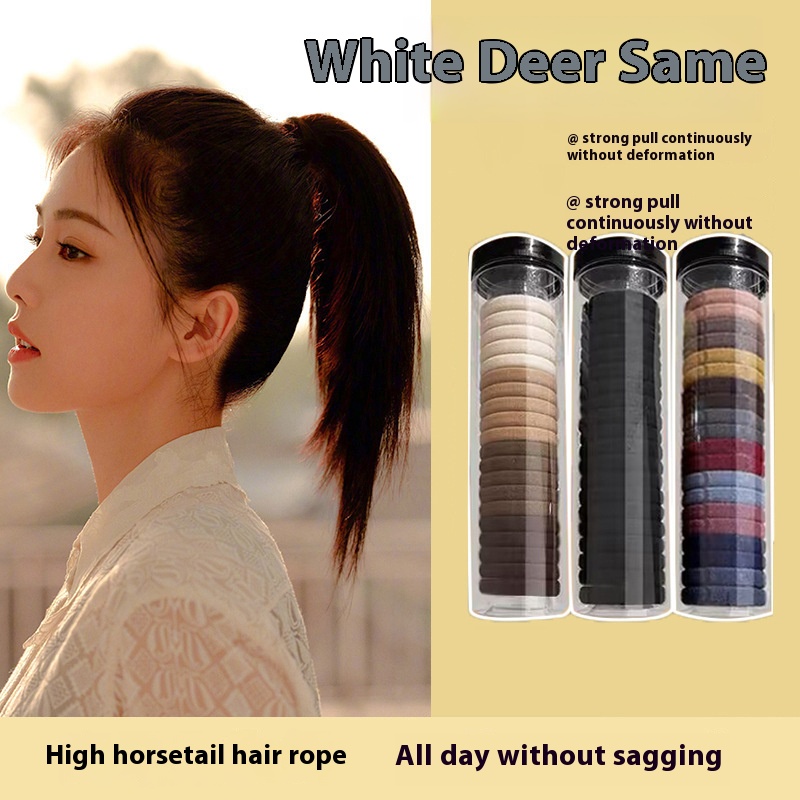 White Deer Same
@ strong pull continuously
without deformation
@ strong pull
continuously without
deformation
High horsetail hair rope
All day without sagging